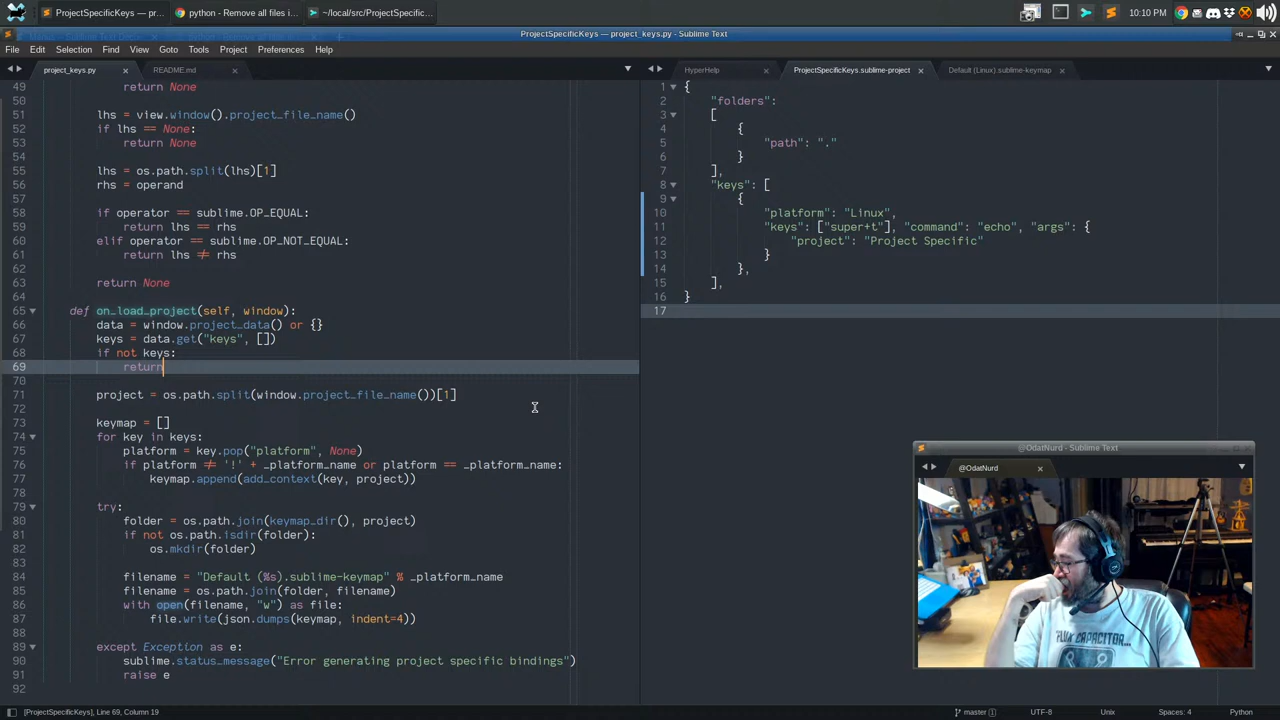 ProjectSpecificKeys — pr...
python - Remove all files i...
~/local/src/ProjectSpecific...
10:10 PM
ProjectSpecificKeys — project_keys.py — Sublime Text
File Edit Selection Find View Goto Tools Project Preferences Help
project_keys.py
README.md
49 return None
50
51 lhs = view.window().project_file_name()
52 if lhs == None:
53 return None
54
55 lhs = os.path.split(lhs)[1]
56 rhs = operand
57
58 if operator == sublime.OP_EQUAL:
59 return lhs == rhs
60 elif operator == sublime.OP_NOT_EQUAL:
61 return lhs ≠ rhs
62
63 return None
64
65 def on_load_project(self, window):
66 data = window.project_data() or {}
67 keys = data.get("keys", [])
68 if not keys:
69 return
70
71 project = os.path.split(window.project_file_name())[1]
72
73 keymap = []
74 for key in keys:
75 platform = key.pop("platform", None)
76 if platform ≠ '!' + _platform_name or platform == _platform_name:
77 keymap.append(add_context(key, project))
78
79 try:
80 folder = os.path.join(keymap_dir(), project)
81 if not os.path.isdir(folder):
82 os.mkdir(folder)
83
84 filename = "Default (%s).sublime-keymap" % _platform_name
85 filename = os.path.join(folder, filename)
86 with open(filename, "w") as file:
87 file.write(json.dumps(keymap, indent=4))
88
89 except Exception as e:
90 sublime.status_message("Error generating project specific bindings")
91 raise e
92
HyperHelp
ProjectSpecificKeys.sublime-project
Default (Linux).sublime-keymap
1 {
2 "folders":
3 [
4 {
5 "path": "."
6 }
7 ],
8 "keys": [
9 {
10 "platform": "Linux",
11 "keys": ["super+t"], "command": "echo", "args": {
12 "project": "Project Specific"
13 }
14 },
15 ],
16 }
17
@OdatNurd - Sublime Text
@OdatNurd
FLUX CAPACITOR
[ProjectSpecificKeys], Line 69, Column 19
master 1
UTF-8
Unix
Spaces: 4
Python